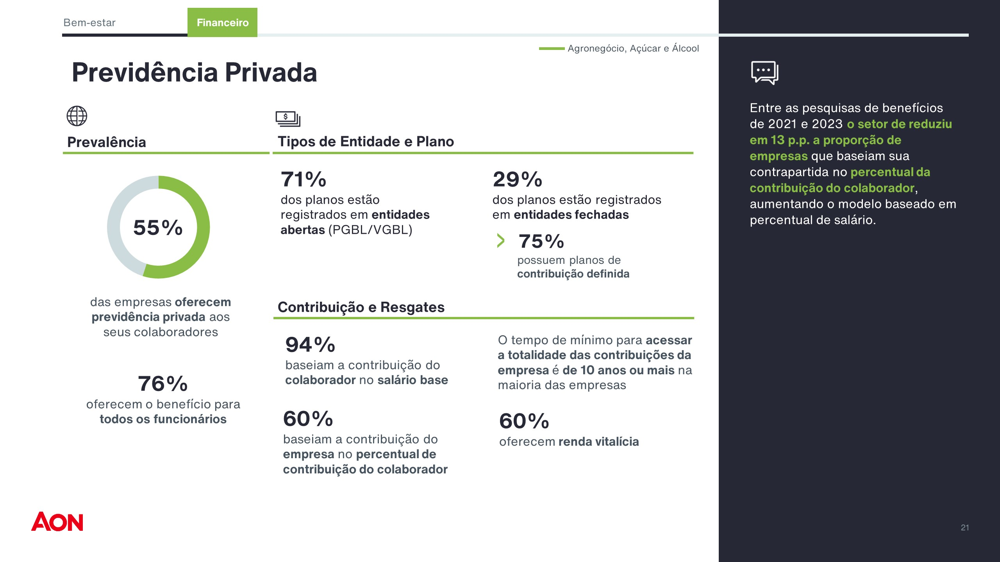 Bem-estar
Financeiro
Agronegócio, Açúcar e Álcool
Previdência Privada
Prevalência
55%
das empresas oferecem
previdência privada aos
seus colaboradores
76%
oferecem o benefício para
todos os funcionários
$
Tipos de Entidade e Plano
71%
dos planos estão
registrados em entidades
abertas (PGBL/VGBL)
29%
dos planos estão registrados
em entidades fechadas
75%
possuem planos de
contribuição definida
Contribuição e Resgates
94%
baseiam a contribuição do
colaborador no salário base
60%
baseiam a contribuição do
empresa no percentual de
contribuição do colaborador
O tempo de mínimo para acessar
a totalidade das contribuições da
empresa é de 10 anos ou mais na
maioria das empresas
60%
oferecem renda vitalícia
Entre as pesquisas de benefícios
de 2021 e 2023 o setor de reduziu
em 13 p.p. a proporção de
empresas que baseiam sua
contrapartida no percentual da
contribuição do colaborador,
aumentando o modelo baseado em
percentual de salário.
AON
21